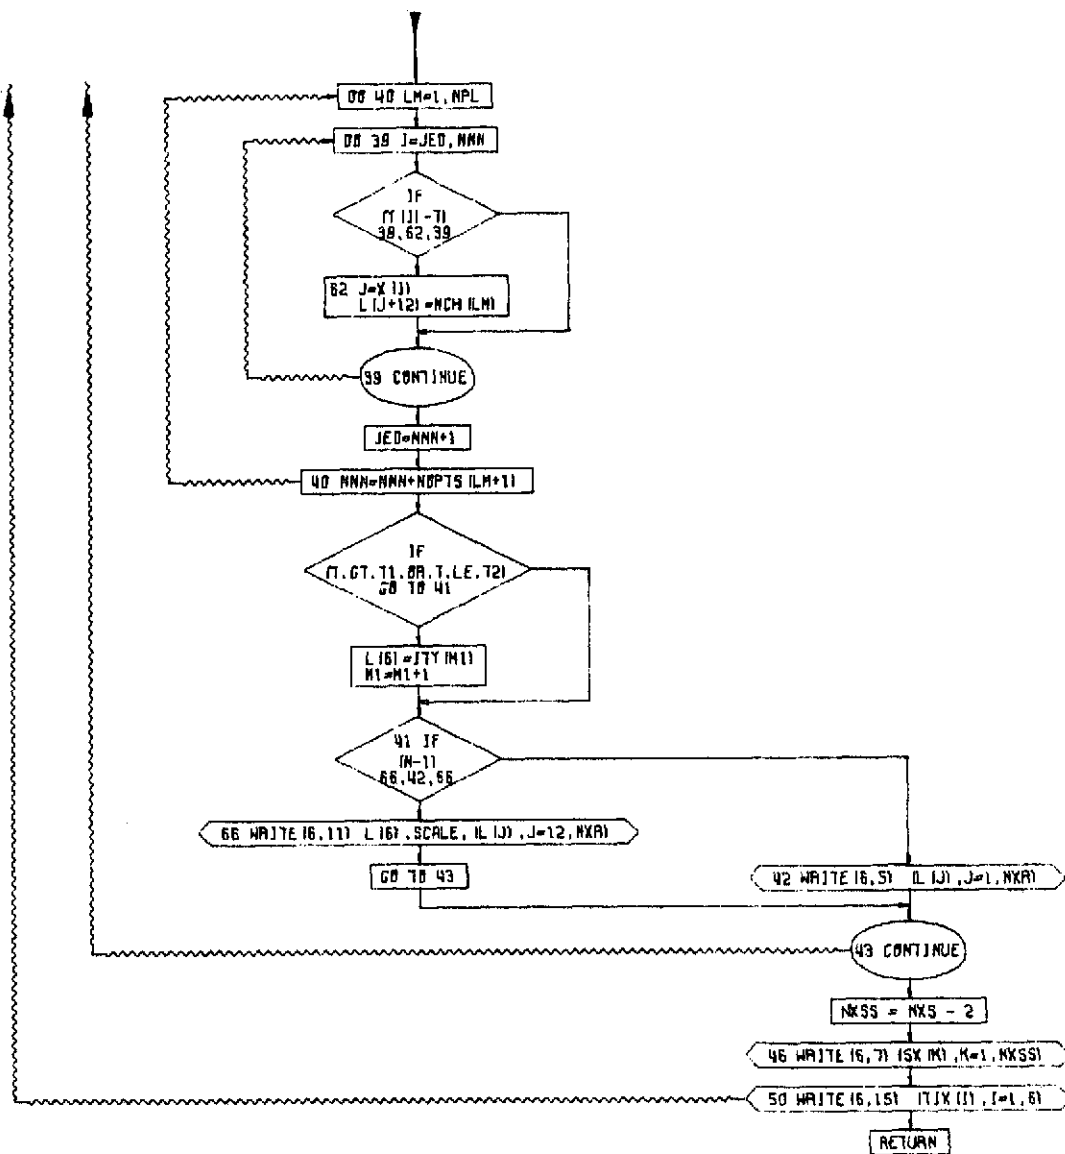 DO 40 LM=1,NPL
DO 39 I=JED,NNN
IF
(Y(I)-T)
39,62,39
62 J=X(I)
L(J+12)=NCH(LM)
39 CONTINUE
JED=NNN+1
40 NNN=NNN+NOPTS(LM+1)
IF
(T.GT.T1.OR.T.LE.T2)
GO TO 41
L(6)=JTY(M1)
M1=M1+1
41 IF
(N-1)
66,42,66
66 WRITE(6,11) L(6),SCALE,(L(J),J=12,NXA)
GO TO 43
42 WRITE(6,5) (L(J),J=1,NXA)
43 CONTINUE
NXSS = NXS - 2
46 WRITE(6,7)(SX(K),K=1,NXSS)
50 WRITE(6,15) (TJX(I),I=1,6)
RETURN